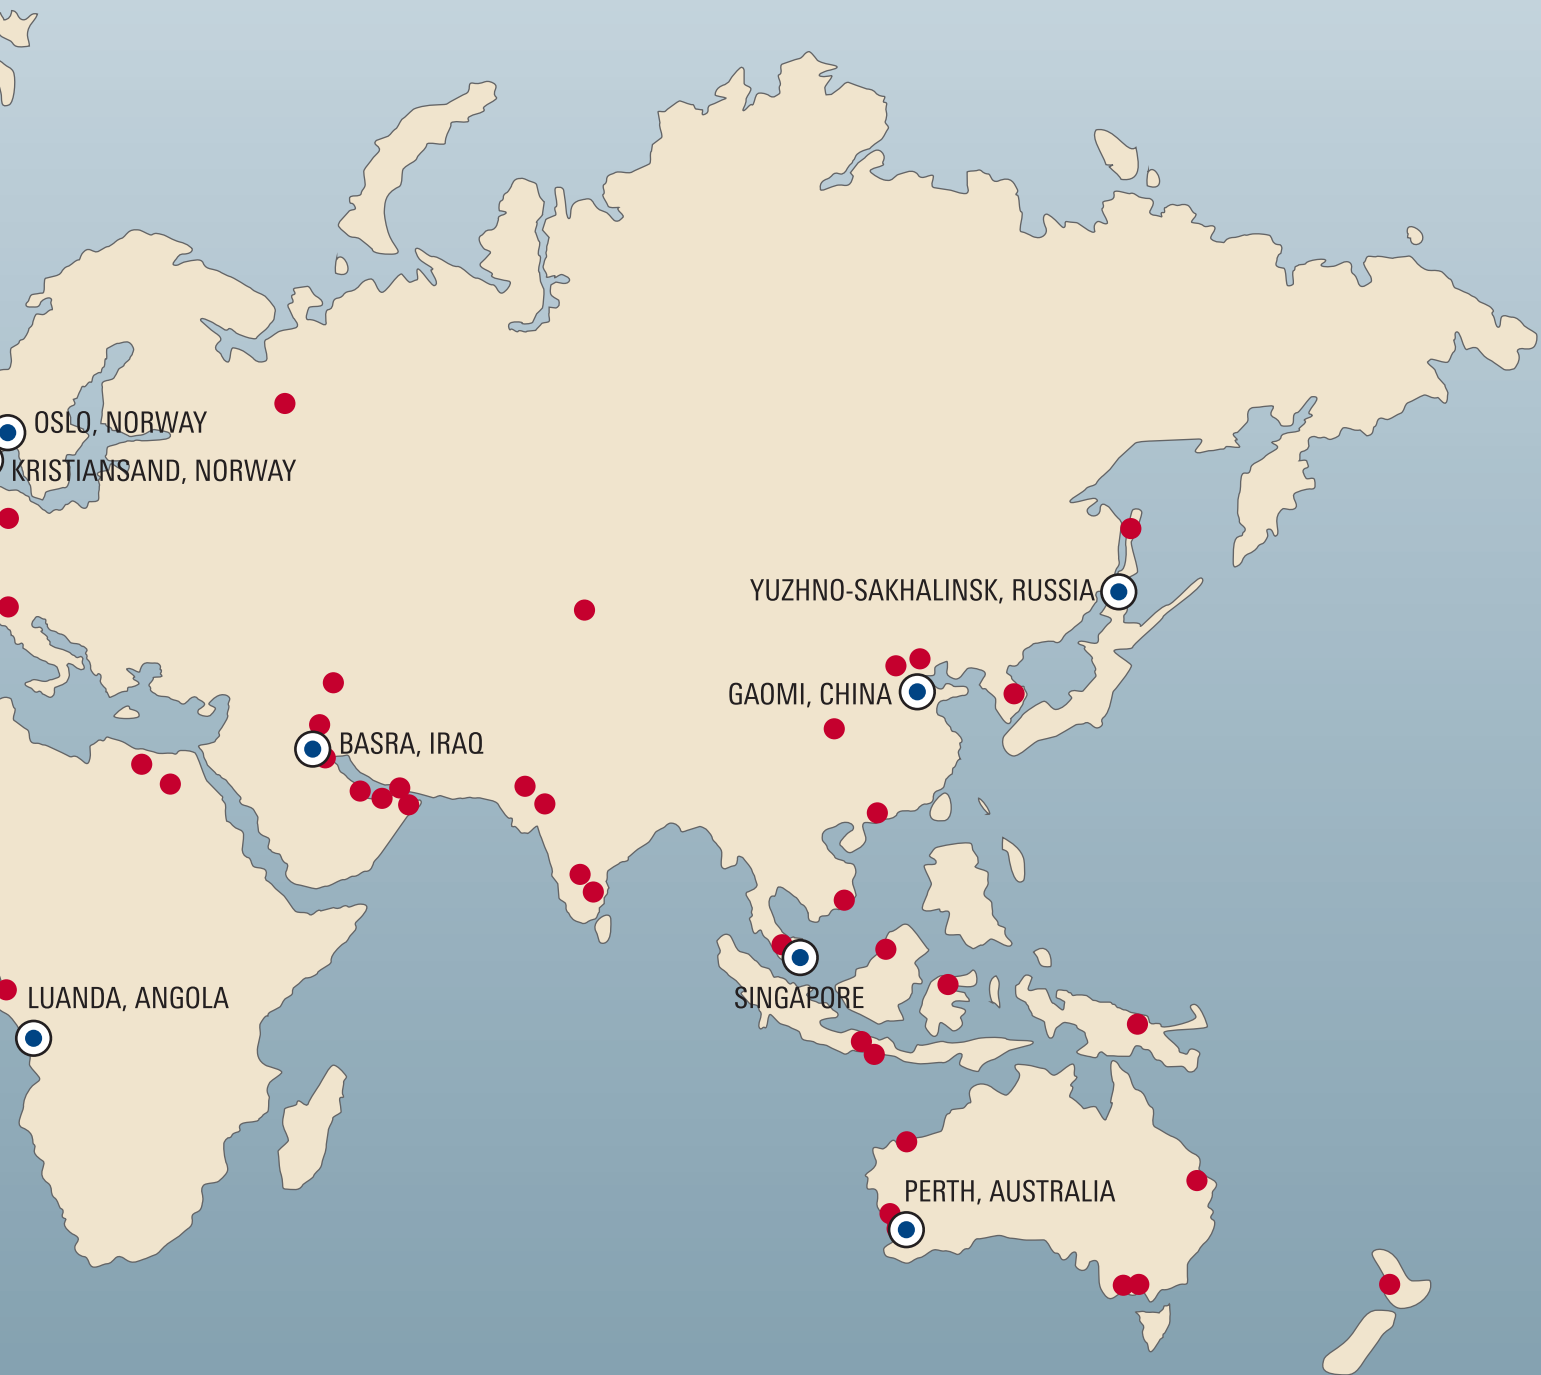 OSLO, NORWAY
KRISTIANSAND, NORWAY
YUZHNO-SAKHALINSK, RUSSIA
GAOMI, CHINA
BASRA, IRAQ
LUANDA, ANGOLA
SINGAPORE
PERTH, AUSTRALIA